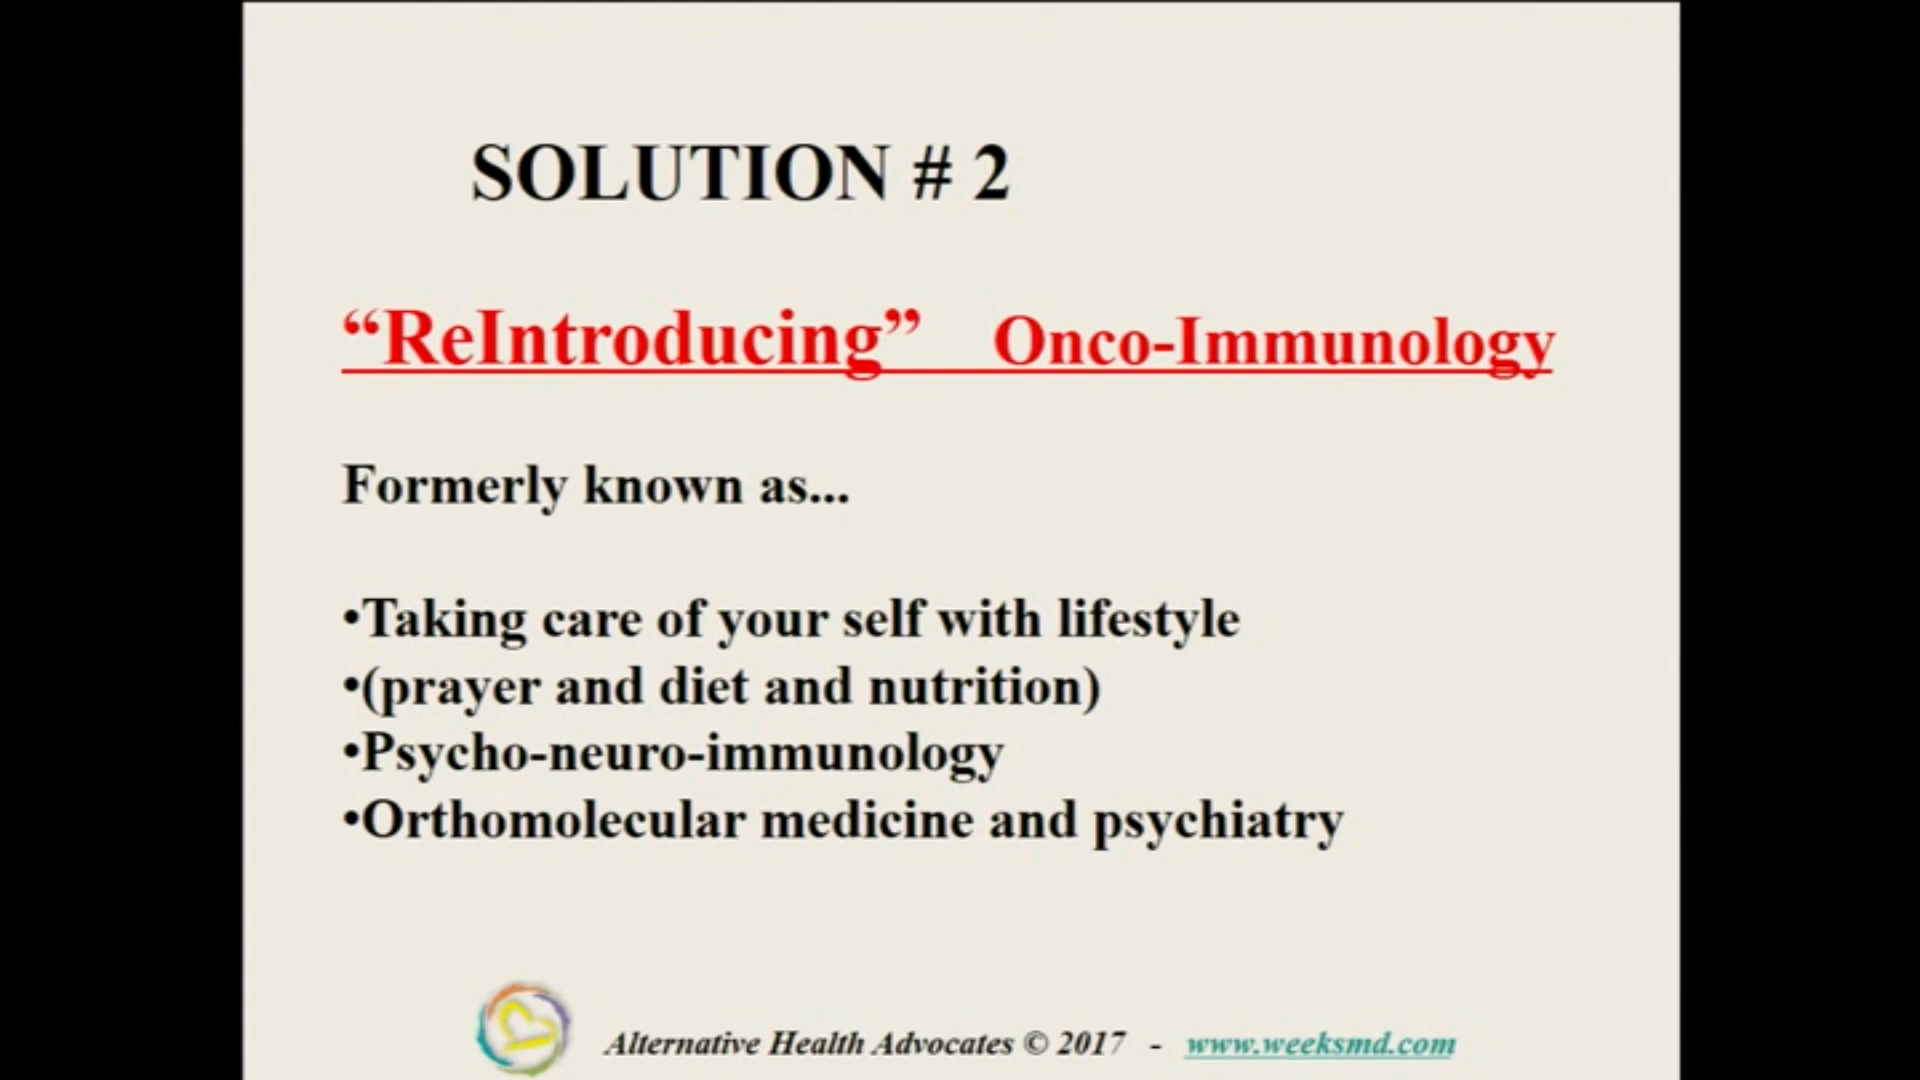 SOLUTION # 2
“ReIntroducing” Onco-Immunology
Formerly known as...
•Taking care of your self with lifestyle
•(prayer and diet and nutrition)
•Psycho-neuro-immunology
•Orthomolecular medicine and psychiatry
Alternative Health Advocates © 2017 - www.weeksmd.com